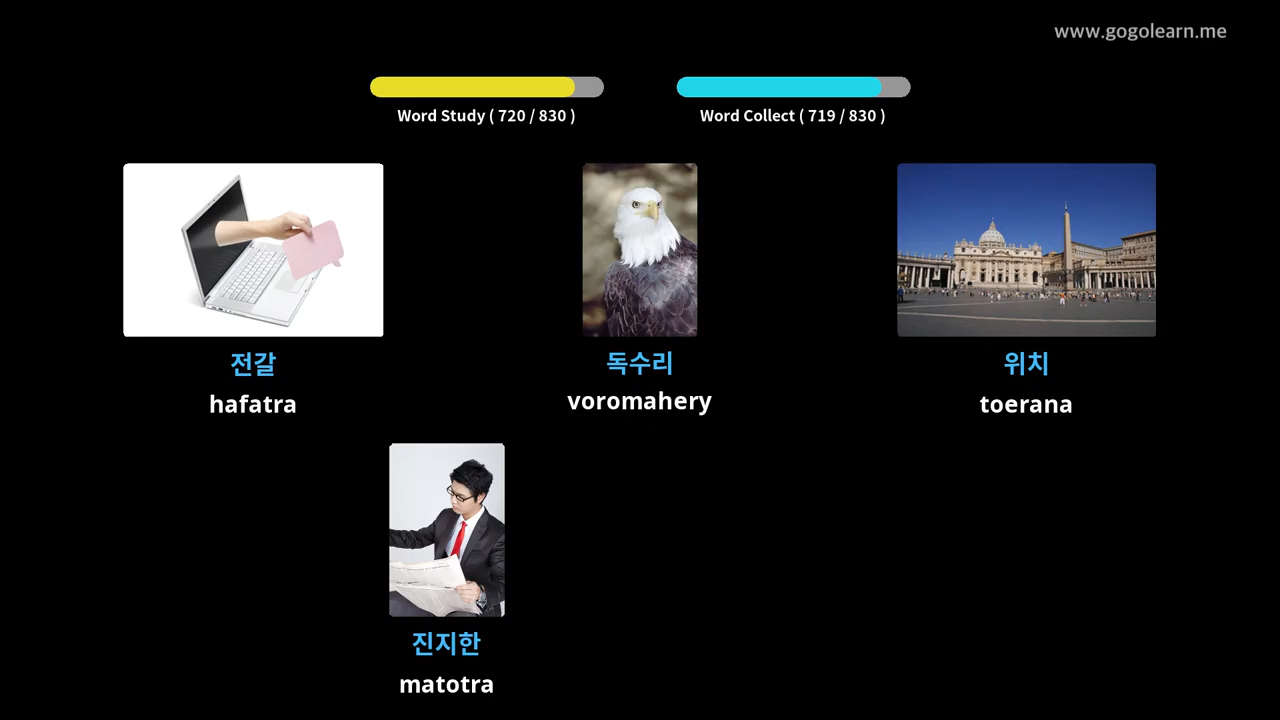 www.gogolearn.me
Word Study ( 720 / 830 )
Word Collect ( 719 / 830 )
전갈
hafatra
독수리
voromahery
위치
toerana
진지한
matotra